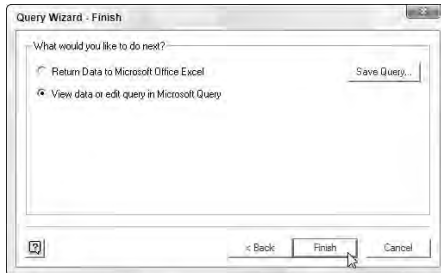 Query Wizard - Finish
What would you like to do next?
Return Data to Microsoft Office Excel
Save Query...
View data or edit query in Microsoft Query
< Back
Finish
Cancel